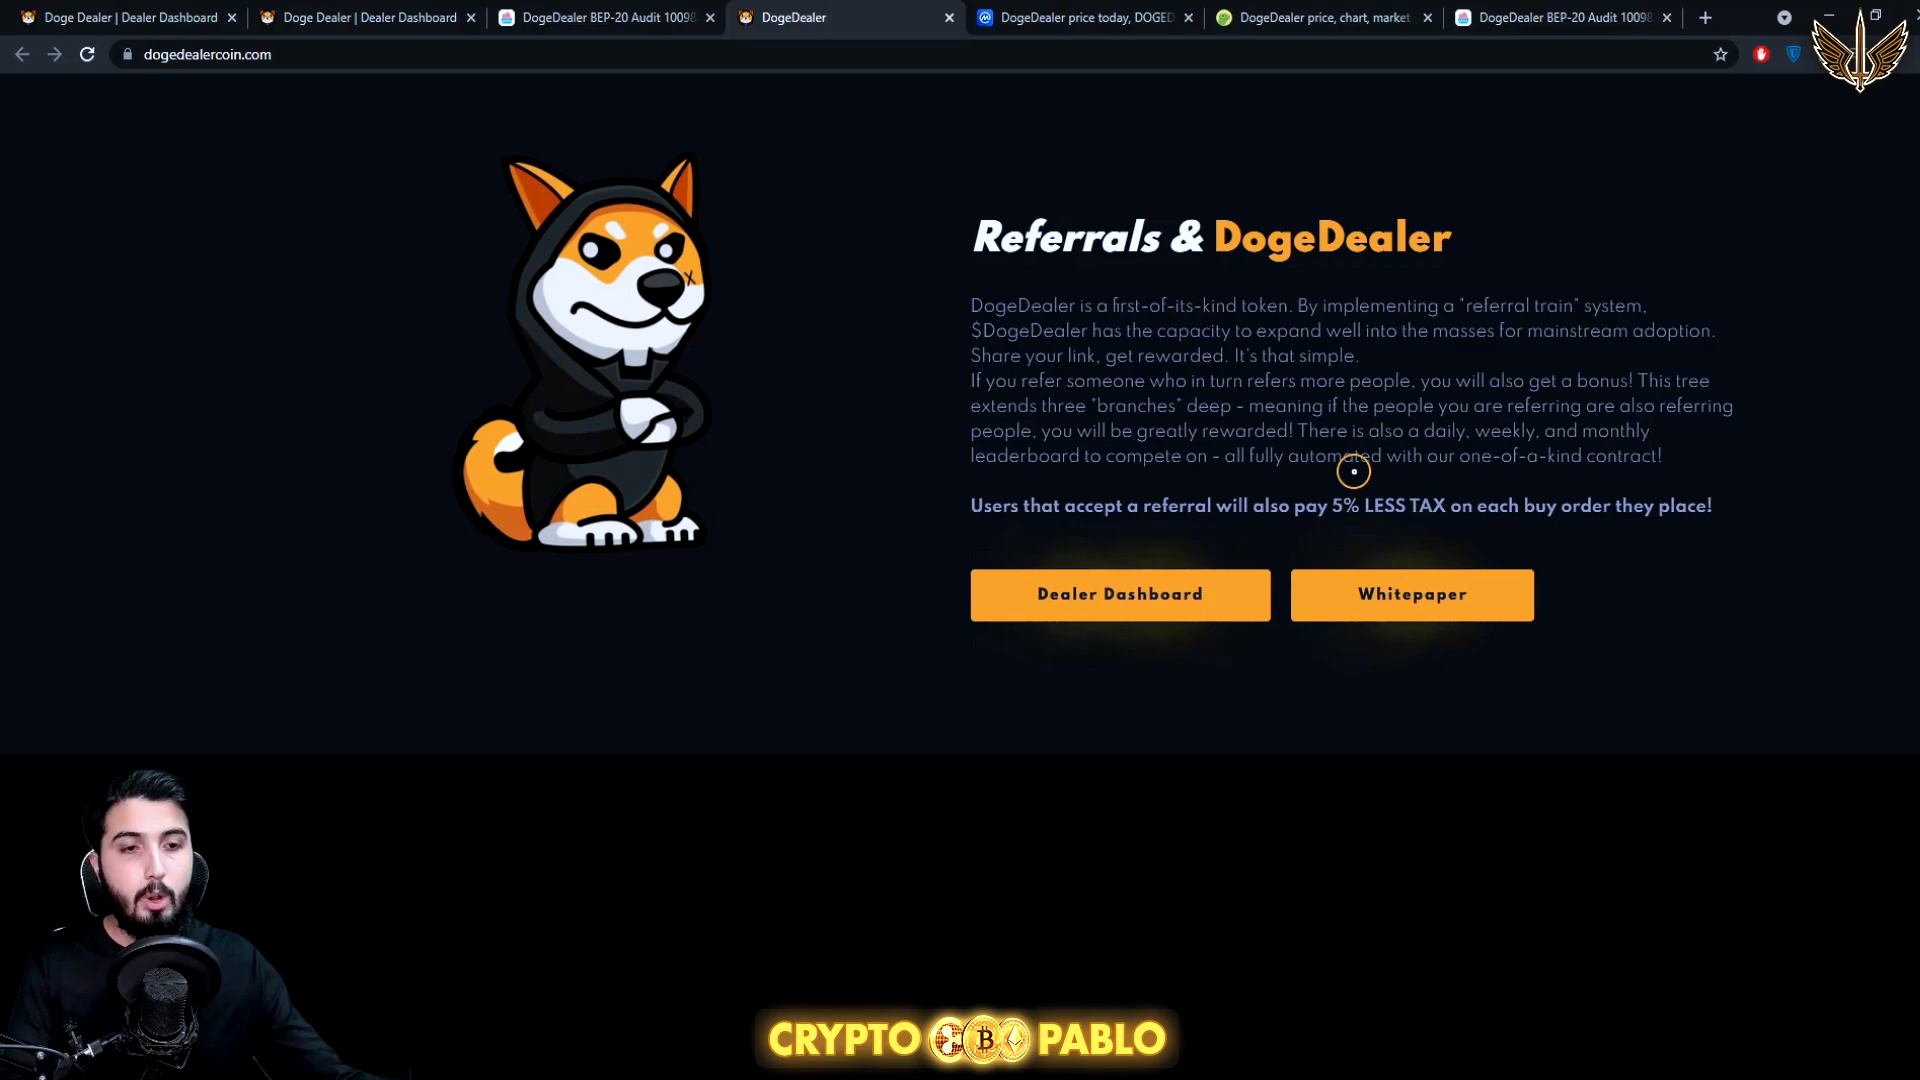 Doge Dealer | Dealer Dashboard
Doge Dealer | Dealer Dashboard
DogeDealer BEP-20 Audit 10098
DogeDealer
DogeDealer price today, DOGED
DogeDealer price, chart, market
DogeDealer BEP-20 Audit 10098
dogedealercoin.com
Referrals & DogeDealer
DogeDealer is a first-of-its-kind token. By implementing a "referral train" system,
$DogeDealer has the capacity to expand well into the masses for mainstream adoption.
Share your link, get rewarded. It's that simple.
If you refer someone who in turn refers more people, you will also get a bonus! This tree
extends three "branches" deep - meaning if the people you are referring are also referring
people, you will be greatly rewarded! There is also a daily, weekly, and monthly
leaderboard to compete on - all fully automated with our one-of-a-kind contract!
Users that accept a referral will also pay 5% LESS TAX on each buy order they place!
Dealer Dashboard
Whitepaper
CRYPTO PABLO